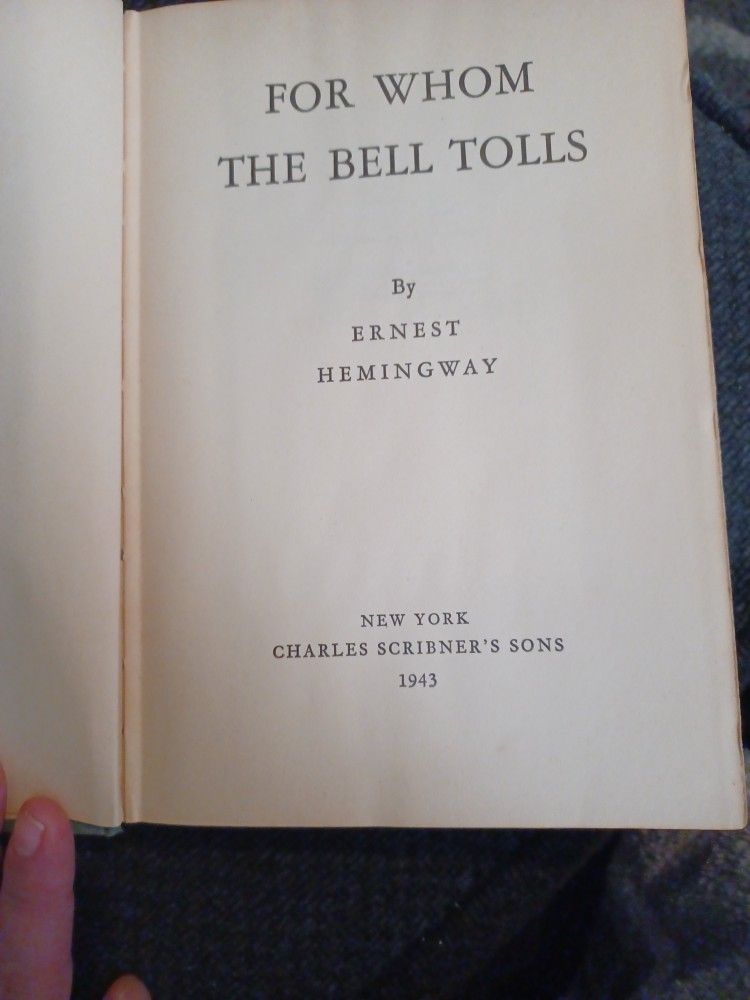 FOR WHOM
THE BELL TOLLS
By
ERNEST
HEMINGWAY
NEW YORK
CHARLES SCRIBNER'S SONS
1943